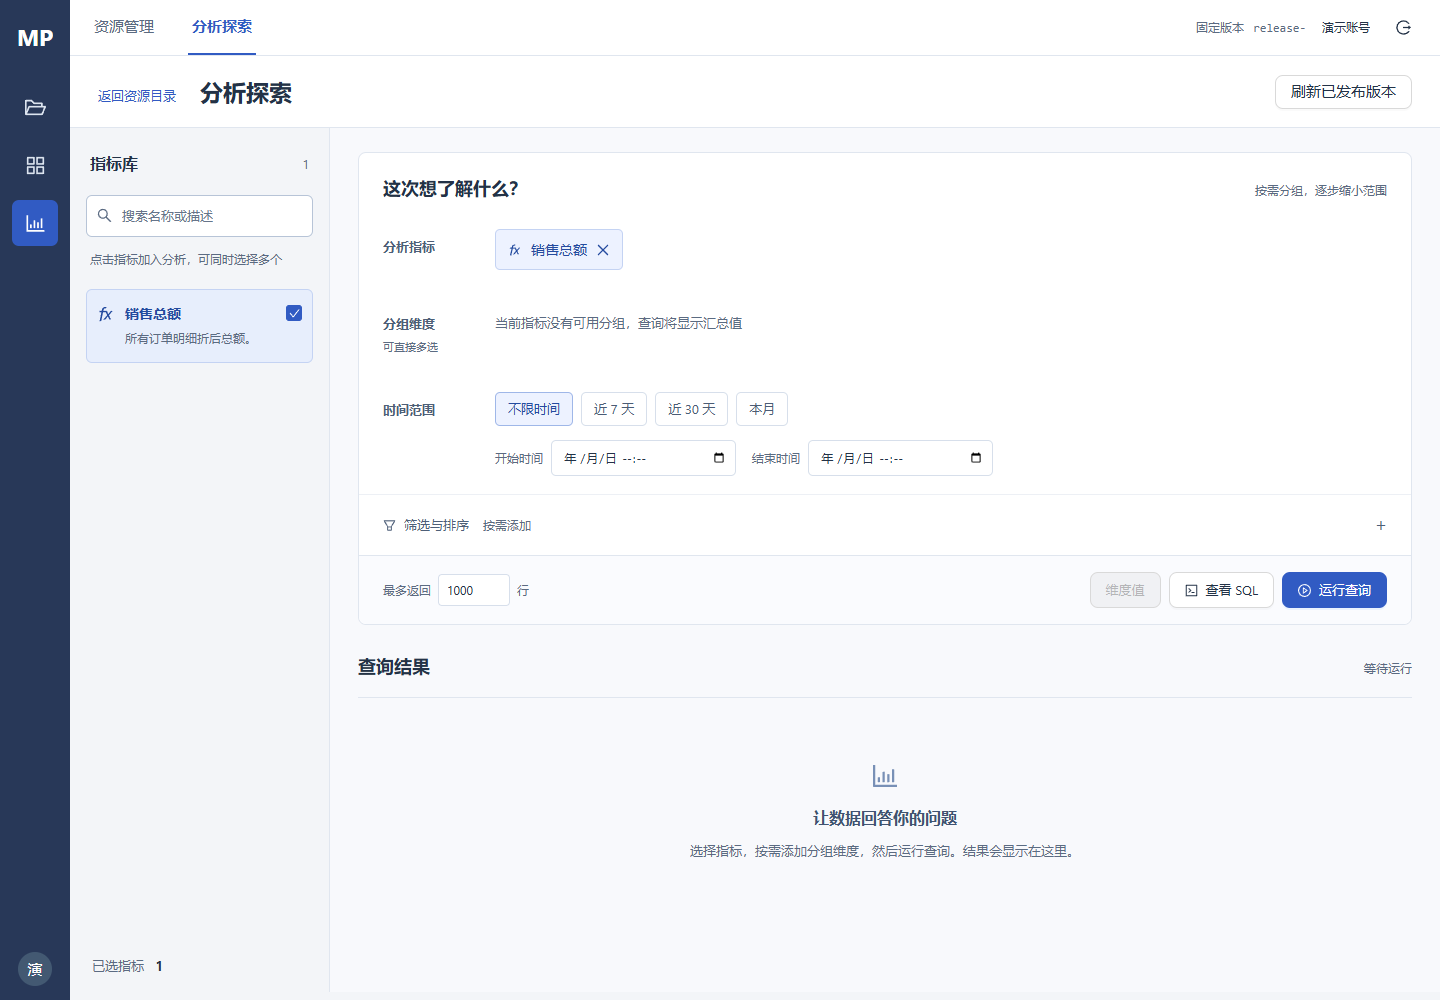 MP
资源管理
分析探索
固定版本 release-
演示账号
返回资源目录
分析探索
刷新已发布版本
指标库
1
搜索名称或描述
点击指标加入分析，可同时选择多个
fx 销售总额
所有订单明细折后总额。
已选指标 1
演
这次想了解什么？
按需分组，逐步缩小范围
分析指标
fx 销售总额
分组维度
可直接多选
当前指标没有可用分组，查询将显示汇总值
时间范围
不限时间
近 7 天
近 30 天
本月
开始时间 年 /月/日 --:--
结束时间 年 /月/日 --:--
筛选与排序 按需添加
+
最多返回 1000 行
维度值
查看 SQL
运行查询
查询结果
等待运行
让数据回答你的问题
选择指标，按需添加分组维度，然后运行查询。结果会显示在这里。